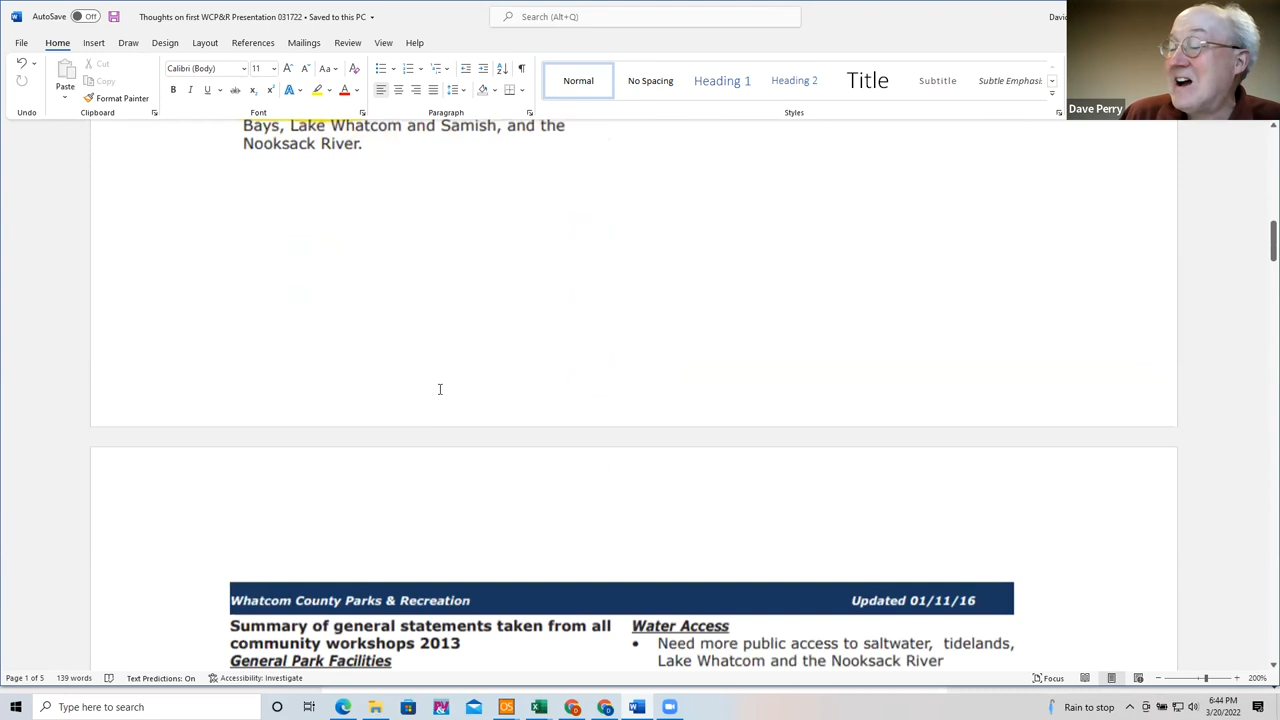 AutoSave Off Thoughts on first WCP&R Presentation 031722 • Saved to this PC Search (Alt+Q) Davi
File Home Insert Draw Design Layout References Mailings Review View Help
Paste Cut Copy Format Painter
Calibri (Body) 11
Normal No Spacing Heading 1 Heading 2 Title Subtitle Subtle Emphasis
Undo Clipboard Font Paragraph Styles
Dave Perry
Bays, Lake Whatcom and Samish, and the
Nooksack River.
Whatcom County Parks & Recreation Updated 01/11/16
Summary of general statements taken from all
community workshops 2013
General Park Facilities
Water Access
• Need more public access to saltwater, tidelands,
Lake Whatcom and the Nooksack River
Page 1 of 5 139 words Text Predictions: On Accessibility: Investigate Focus 200%
Type here to search Rain to stop 6:44 PM
3/20/2022